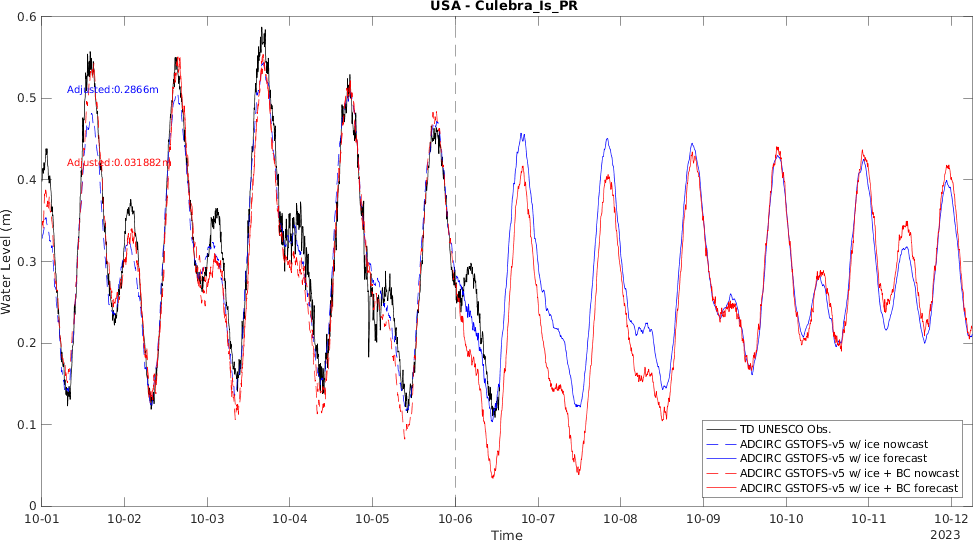 USA - Culebra_Is_PR
0.6
0.5
0.4
0.3
0.2
0.1
0
Water Level (m)
Adjusted:0.2866m
Adjusted:0.031882m
TD UNESCO Obs.
ADCIRC GSTOFS-v5 w/ ice nowcast
ADCIRC GSTOFS-v5 w/ ice forecast
ADCIRC GSTOFS-v5 w/ ice + BC nowcast
ADCIRC GSTOFS-v5 w/ ice + BC forecast
10-01 10-02 10-03 10-04 10-05 10-06 10-07 10-08 10-09 10-10 10-11 10-12
2023
Time